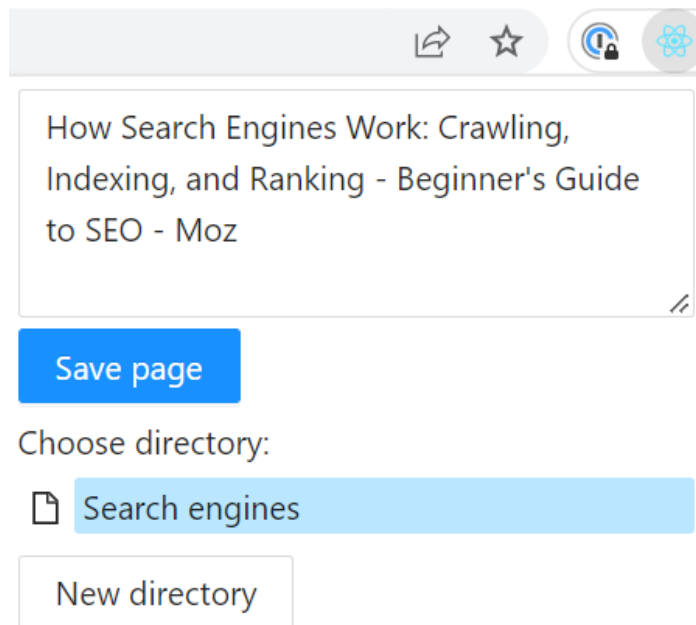 How Search Engines Work: Crawling,
Indexing, and Ranking - Beginner's Guide
to SEO - Moz
Save page
Choose directory:
Search engines
New directory